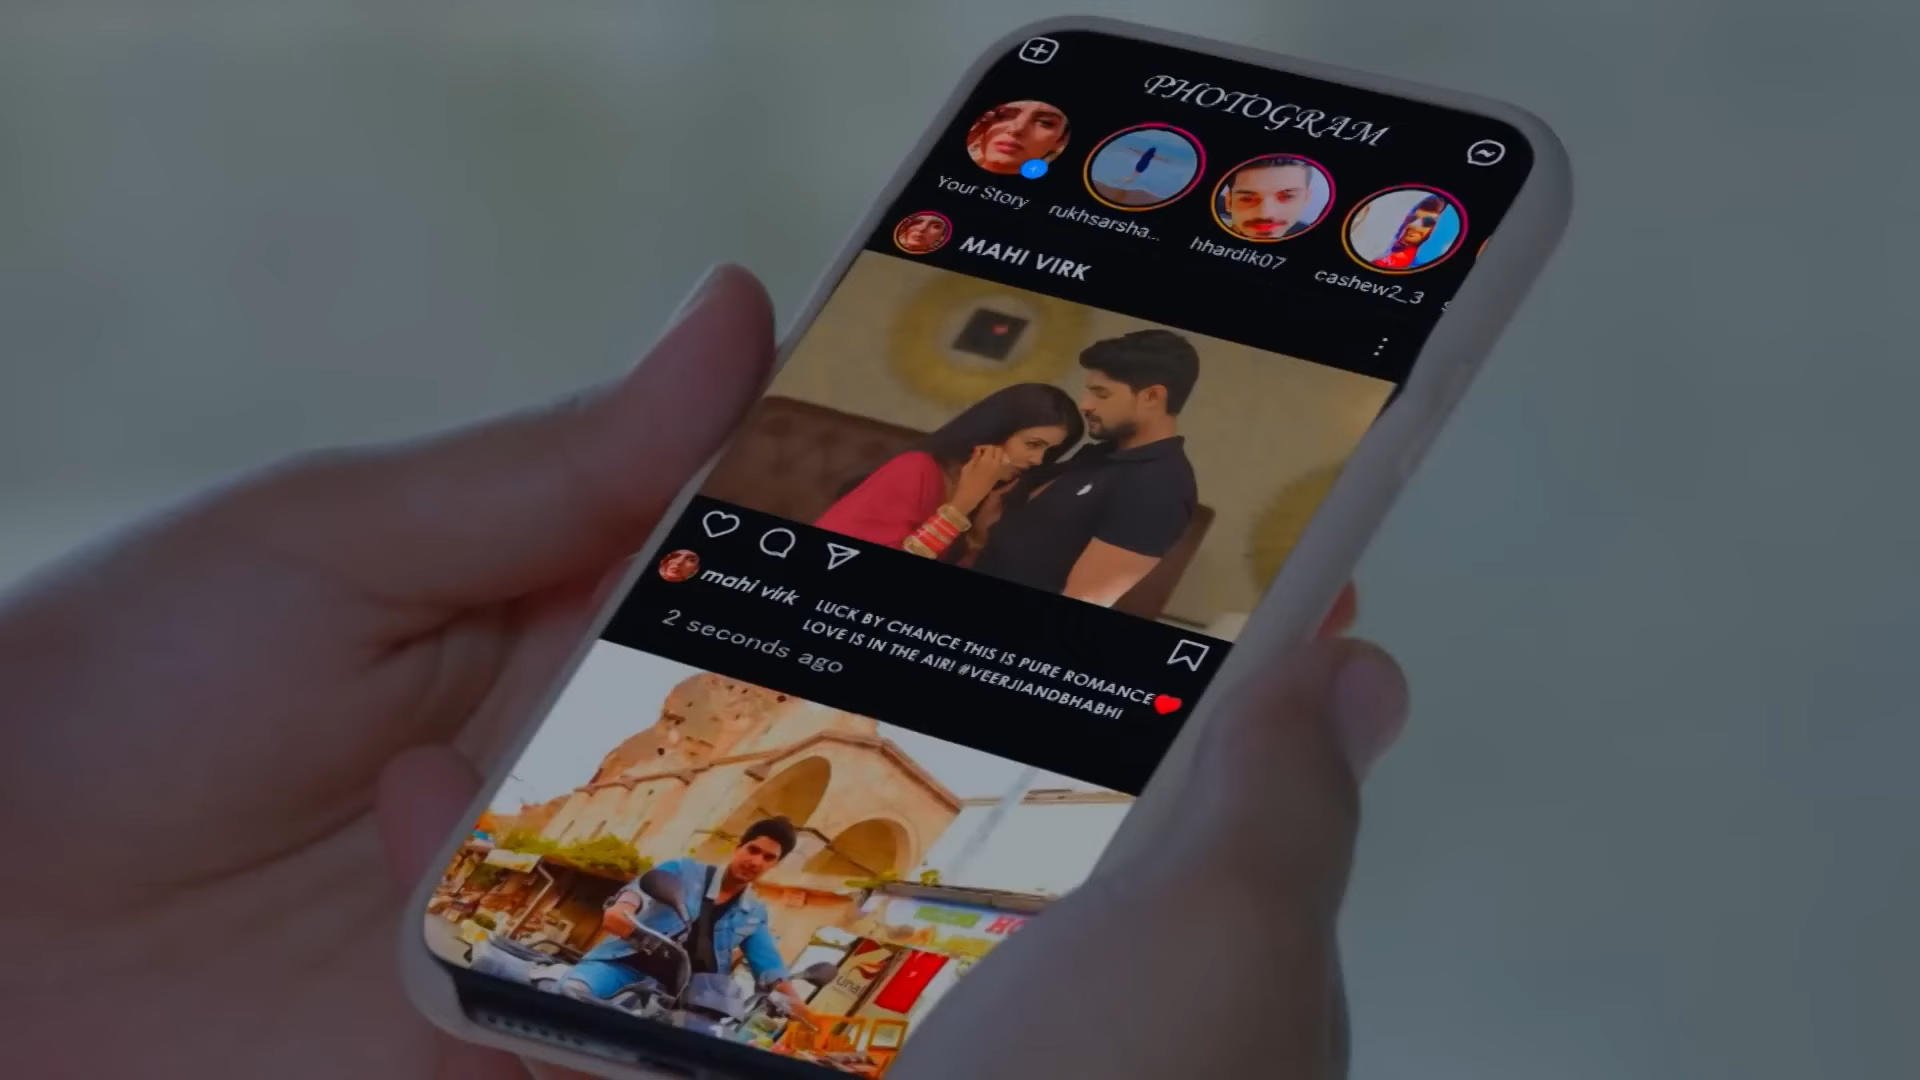 PHOTOGRAM
Your Story
rukhsarsha...
hhardik07
cashew2_3
MAHI VIRK
mahi virk
LUCK BY CHANCE THIS IS PURE ROMANCE❤
LOVE IS IN THE AIR! #VEERJIANDBHABHI
2 seconds ago